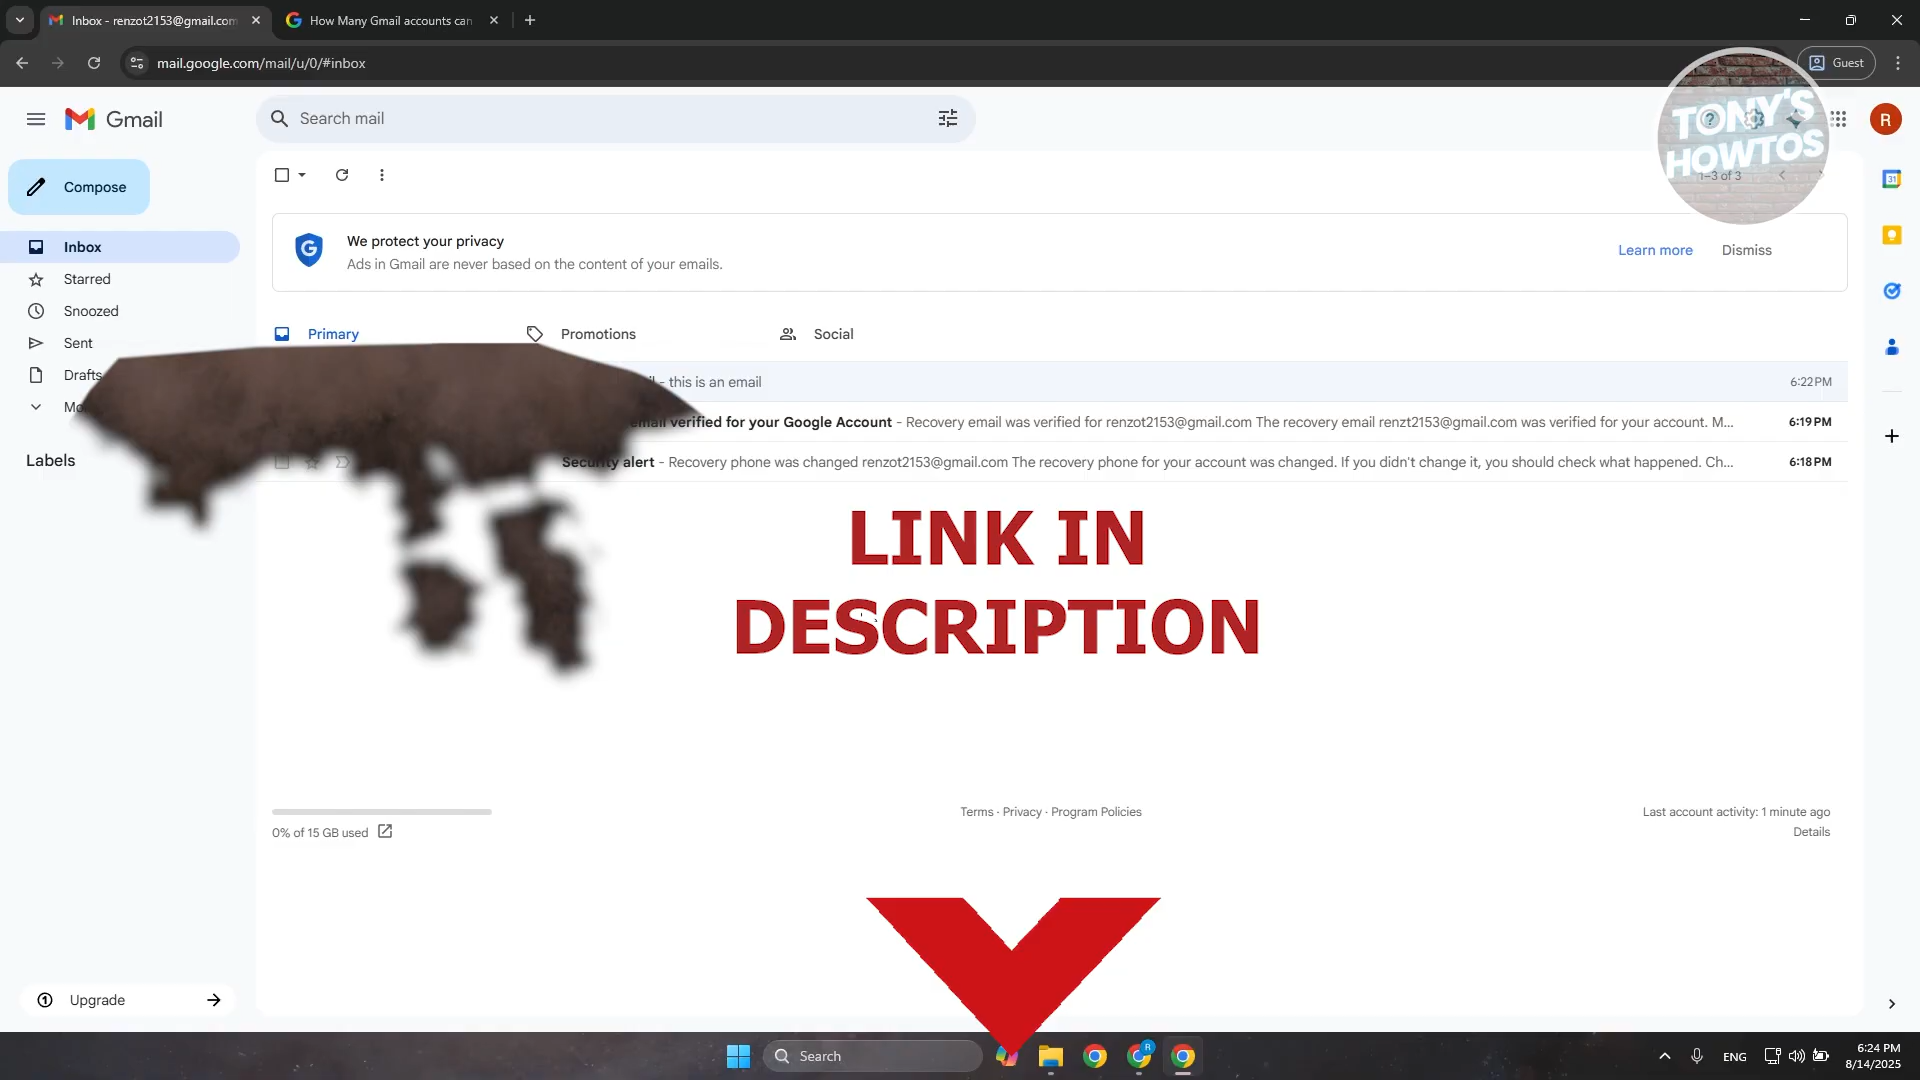 Inbox - renzot2153@gmail.com
How Many Gmail accounts can
mail.google.com/mail/u/0/#inbox
Guest
Gmail
Search mail
TONY'S
HOWTOS
R
Compose
1–3 of 3
31
Inbox
We protect your privacy
Ads in Gmail are never based on the content of your emails.
Learn more
Dismiss
Starred
Snoozed
Sent
Drafts
Primary
Promotions
Social
- this is an email
6:22 PM
email verified for your Google Account - Recovery email was verified for renzot2153@gmail.com The recovery email renzt2153@gmail.com was verified for your account. M...
6:19 PM
Labels
Security alert - Recovery phone was changed renzot2153@gmail.com The recovery phone for your account was changed. If you didn't change it, you should check what happened. Ch...
6:18 PM
LINK IN
DESCRIPTION
0% of 15 GB used
Terms · Privacy · Program Policies
Last account activity: 1 minute ago
Details
Upgrade
Search
R
ENG
6:24 PM
8/14/2025